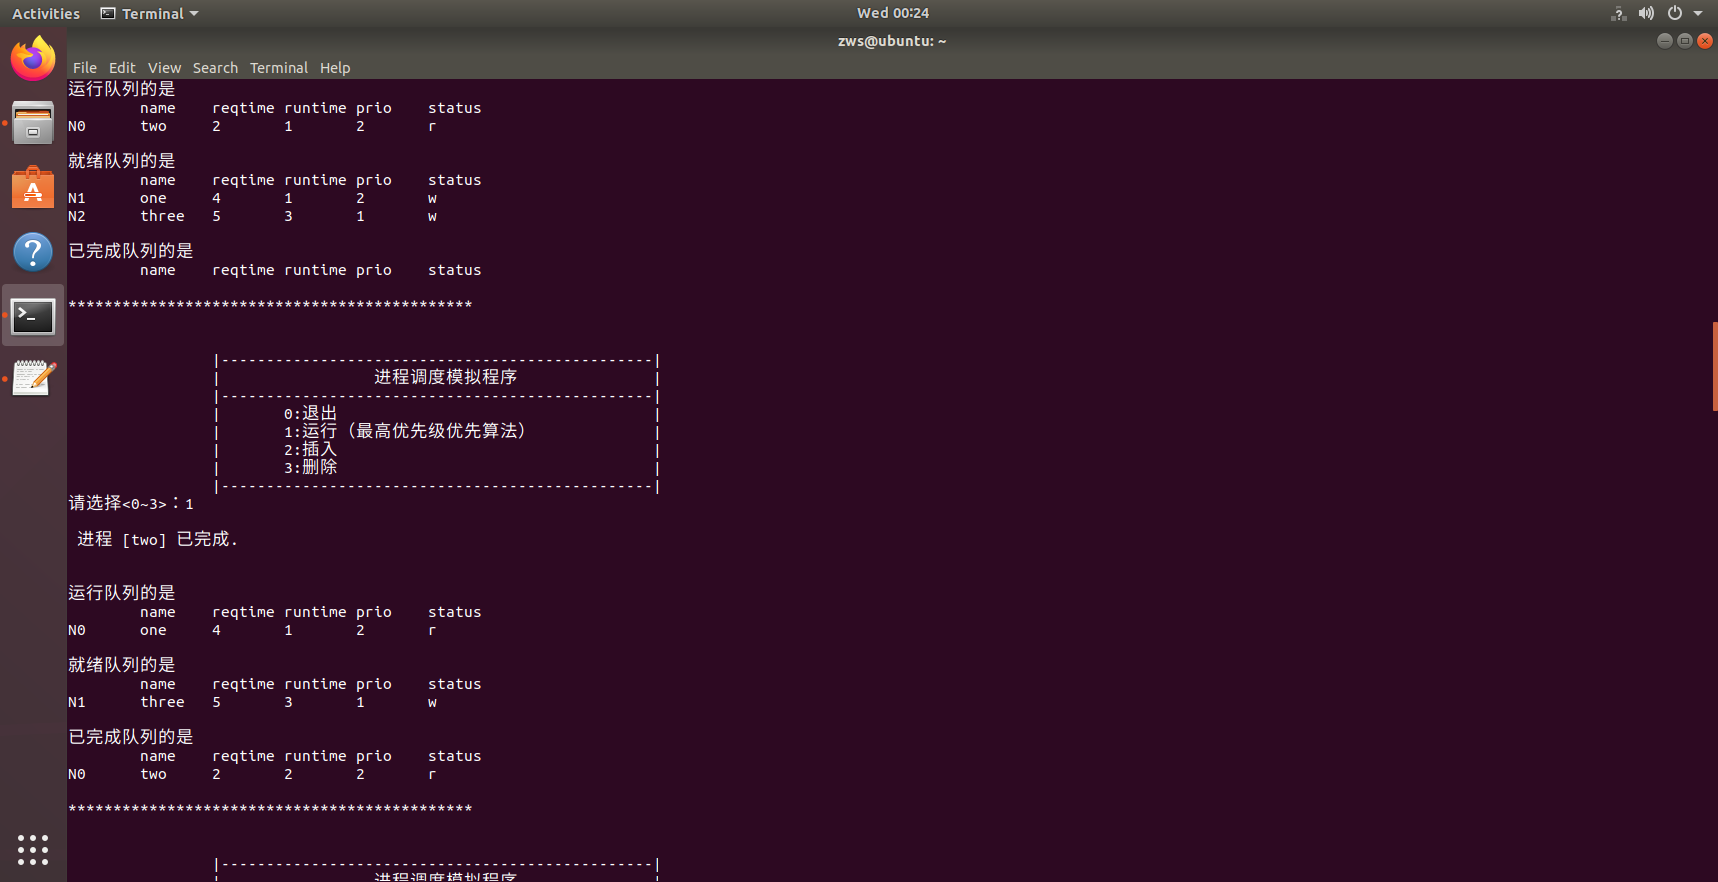 Activities Terminal Wed 00:24
zws@ubuntu: ~
File Edit View Search Terminal Help
运行队列的是
name reqtime runtime prio status
N0 two 2 1 2 r
就绪队列的是
name reqtime runtime prio status
N1 one 4 1 2 w
N2 three 5 3 1 w
已完成队列的是
name reqtime runtime prio status
*********************************************
|------------------------------------------------|
| 进程调度模拟程序 |
|------------------------------------------------|
| 0:退出 |
| 1:运行（最高优先级优先算法） |
| 2:插入 |
| 3:删除 |
|------------------------------------------------|
请选择<0~3>：1
进程 [two] 已完成.
运行队列的是
name reqtime runtime prio status
N0 one 4 1 2 r
就绪队列的是
name reqtime runtime prio status
N1 three 5 3 1 w
已完成队列的是
name reqtime runtime prio status
N0 two 2 2 2 r
*********************************************
|------------------------------------------------|
| 进程调度模拟程序 |